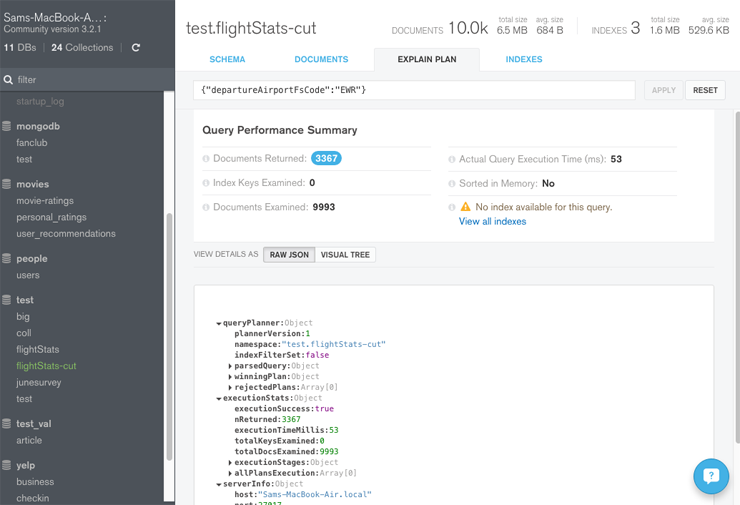 Sams-MacBook-A…:
Community version 3.2.1
11 DBs 24 Collections
filter
startup_log
mongodb
fanclub
test
movies
movie-ratings
personal_ratings
user_recommendations
people
users
test
big
coll
flightStats
flightStats-cut
junesurvey
test
test_val
article
yelp
business
checkin
test.flightStats-cut
DOCUMENTS 10.0k total size 6.5 MB avg. size 684 B
INDEXES 3 total size 1.6 MB avg. size 529.6 KB
SCHEMA DOCUMENTS EXPLAIN PLAN INDEXES
{"departureAirportFsCode":"EWR"}
APPLY RESET
Query Performance Summary
Documents Returned: 3367
Index Keys Examined: 0
Documents Examined: 9993
Actual Query Execution Time (ms): 53
Sorted in Memory: No
No index available for this query.
View all indexes
VIEW DETAILS AS RAW JSON VISUAL TREE
queryPlanner:Object
plannerVersion:1
namespace:"test.flightStats-cut"
indexFilterSet:false
parsedQuery:Object
winningPlan:Object
rejectedPlans:Array[0]
executionStats:Object
executionSuccess:true
nReturned:3367
executionTimeMillis:53
totalKeysExamined:0
totalDocsExamined:9993
executionStages:Object
allPlansExecution:Array[0]
serverInfo:Object
host:"Sams-MacBook-Air.local"
port:27017